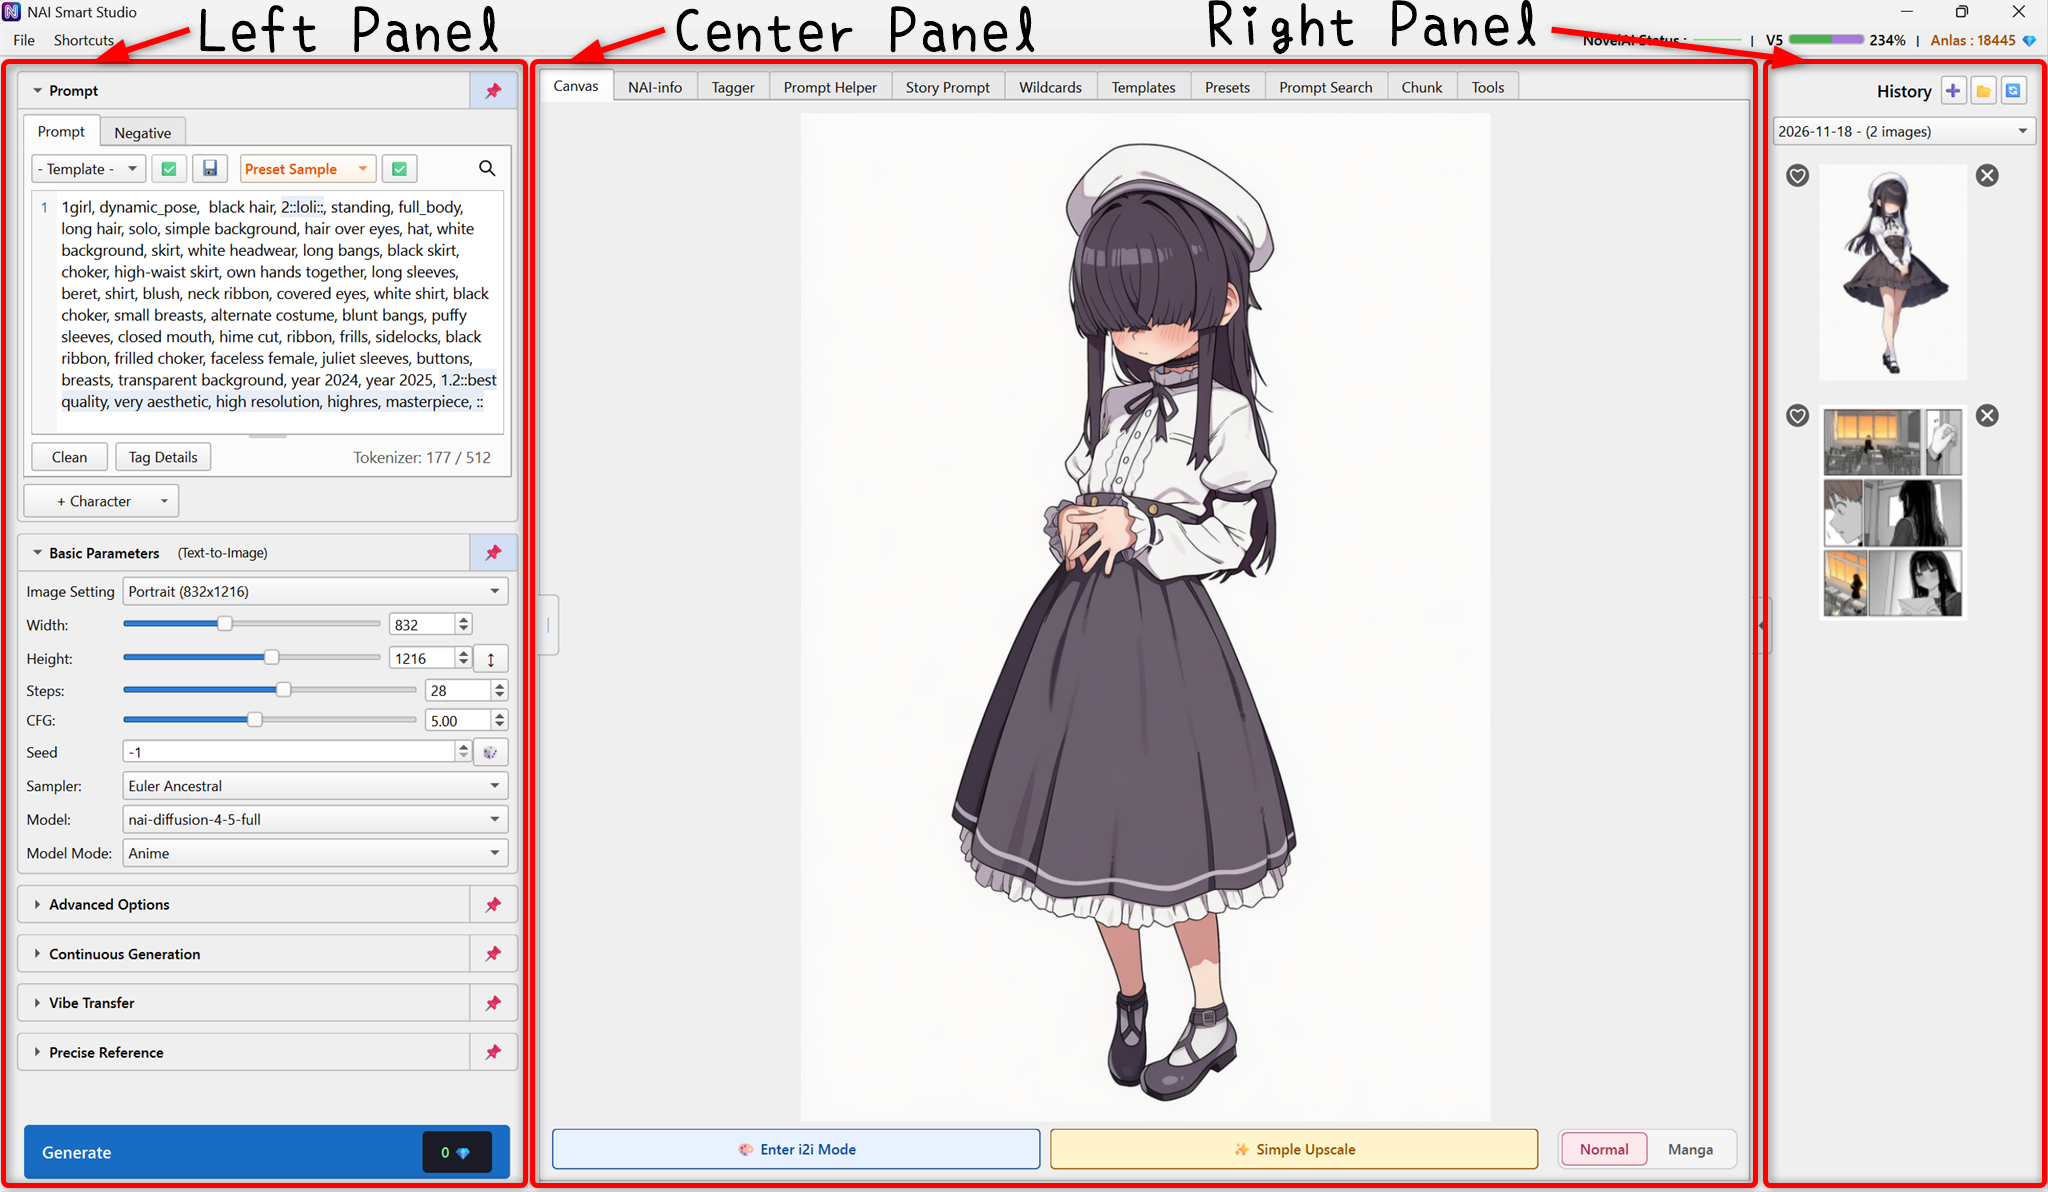 NAI Smart Studio
Left Panel
Center Panel
Right Panel
File Shortcuts
NovelAI Status : | V5 234% | Anlas : 18445
Prompt
Prompt Negative
- Template - Preset Sample
1 1girl, dynamic_pose, black hair, 2::loli::, standing, full_body,
long hair, solo, simple background, hair over eyes, hat, white
background, skirt, white headwear, long bangs, black skirt,
choker, high-waist skirt, own hands together, long sleeves,
beret, shirt, blush, neck ribbon, covered eyes, white shirt, black
choker, small breasts, alternate costume, blunt bangs, puffy
sleeves, closed mouth, hime cut, ribbon, frills, sidelocks, black
ribbon, frilled choker, faceless female, juliet sleeves, buttons,
breasts, transparent background, year 2024, year 2025, 1.2::best
quality, very aesthetic, high resolution, highres, masterpiece, ::
Clean Tag Details Tokenizer: 177 / 512
+ Character
Basic Parameters (Text-to-Image)
Image Setting Portrait (832x1216)
Width: 832
Height: 1216
Steps: 28
CFG: 5.00
Seed -1
Sampler: Euler Ancestral
Model: nai-diffusion-4-5-full
Model Mode: Anime
Advanced Options
Continuous Generation
Vibe Transfer
Precise Reference
Generate 0
Canvas NAI-info Tagger Prompt Helper Story Prompt Wildcards Templates Presets Prompt Search Chunk Tools
Enter i2i Mode Simple Upscale Normal Manga
History
2026-11-18 - (2 images)